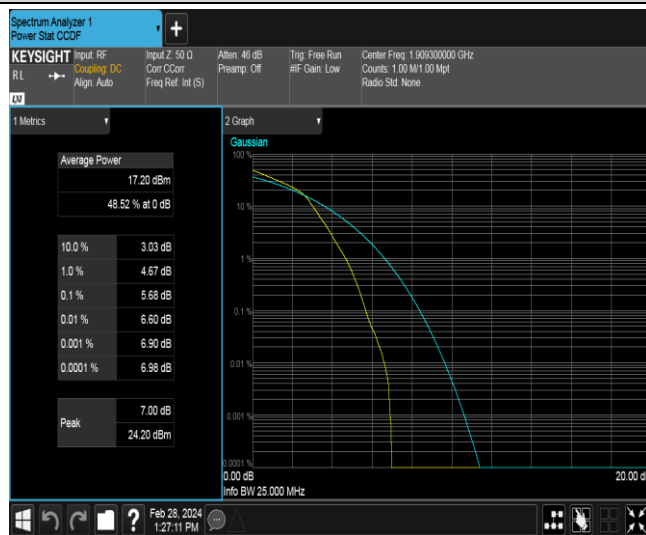 Spectrum Analyzer 1
Power Stat CCDF
+
KEYSIGHT Input: RF Input Z: 50 Ω Atten: 46 dB Trig: Free Run Center Freq: 1.909300000 GHz
RL Coupling: DC Corr CCorr Preamp: Off #IF Gain: Low Counts: 1.00 M/1.00 Mpt
Align: Auto Freq Ref: Int (S) Radio Std: None
LXI
1 Metrics 2 Graph
Average Power
17.20 dBm
48.52 % at 0 dB
10.0 % 3.03 dB
1.0 % 4.67 dB
0.1 % 5.68 dB
0.01 % 6.60 dB
0.001 % 6.90 dB
0.0001 % 6.98 dB
Peak 7.00 dB
24.20 dBm
Gaussian
100 %
10 %
1 %
0.1 %
0.01 %
0.001 %
0.0001 %
0.00 dB 20.00 d
Info BW 25.000 MHz
? Feb 28, 2024
1:27:11 PM